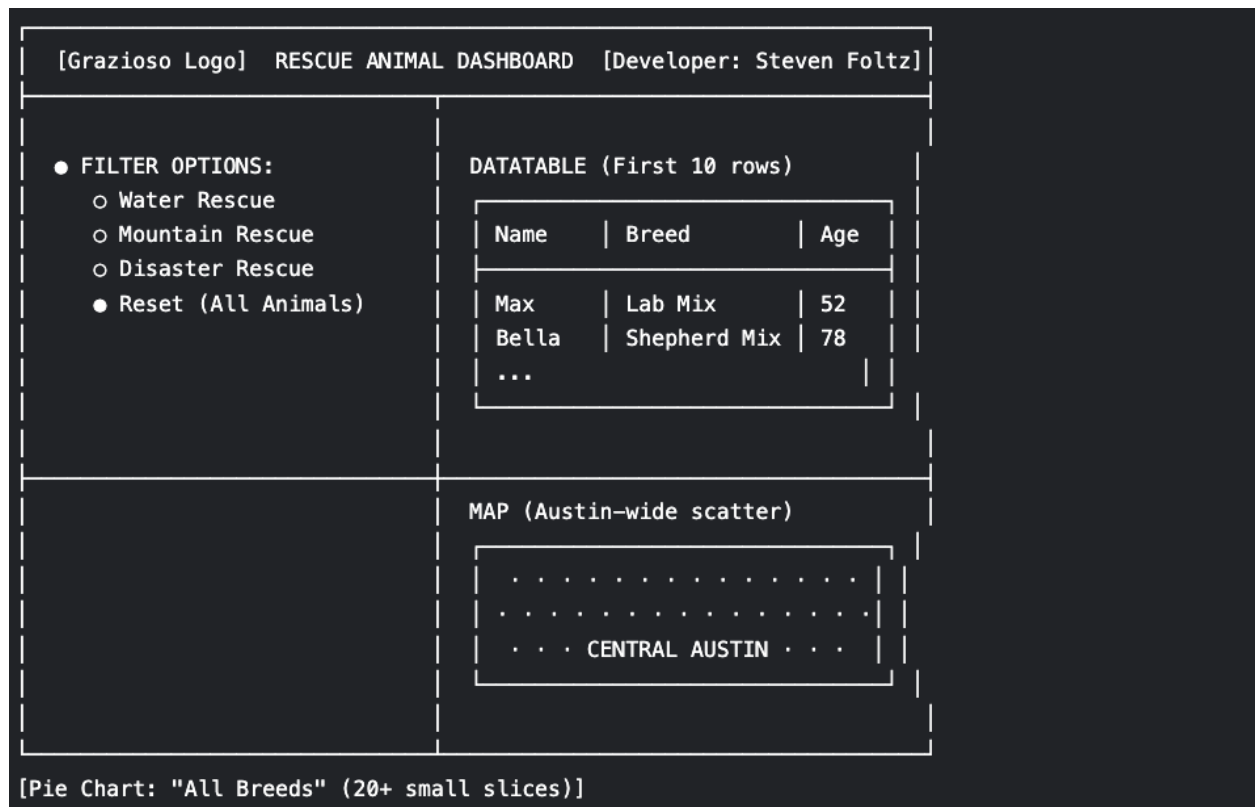 [Grazioso Logo] RESCUE ANIMAL DASHBOARD [Developer: Steven Foltz]
● FILTER OPTIONS:
○ Water Rescue
○ Mountain Rescue
○ Disaster Rescue
● Reset (All Animals)
DATATABLE (First 10 rows)
Name │ Breed │ Age
Max │ Lab Mix │ 52
Bella │ Shepherd Mix │ 78
...
MAP (Austin-wide scatter)
· · · · · · · · · · · · · ·
· · · · · · · · · · · · · · ·
· · · CENTRAL AUSTIN · · ·
[Pie Chart: "All Breeds" (20+ small slices)]